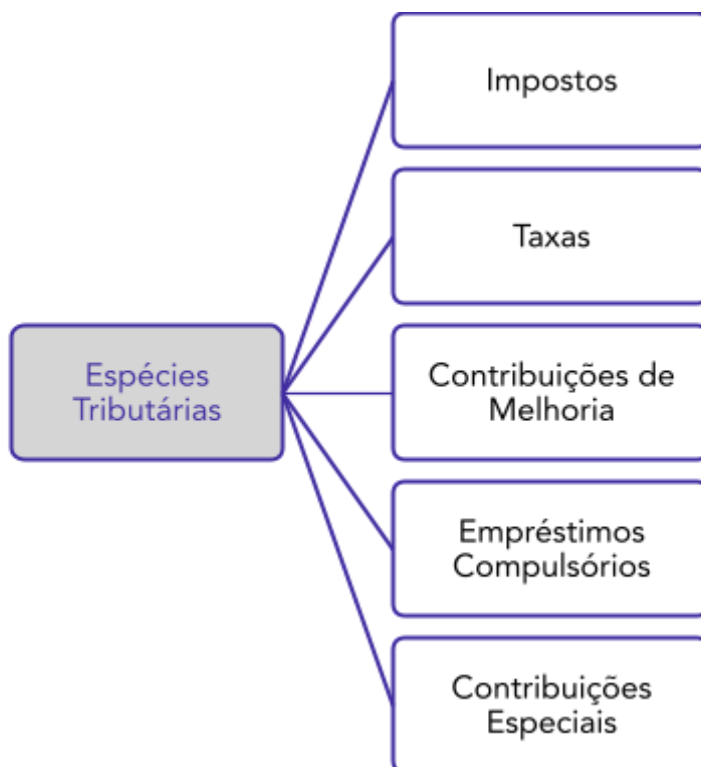 Impostos
Taxas
Espécies
Tributárias
Contribuições de
Melhoria
Empréstimos
Compulsórios
Contribuições
Especiais